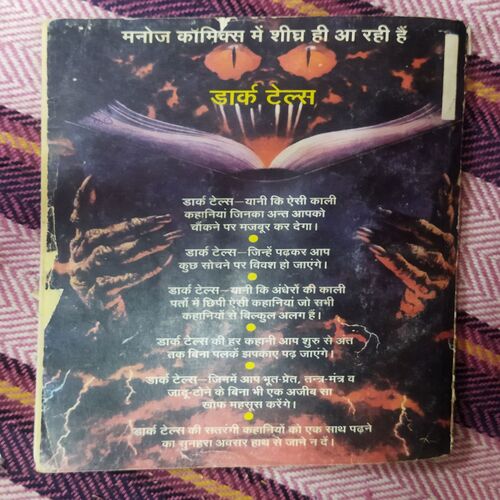 मनोज कॉमिक्स में शीघ्र ही आ रही हैं
डार्क टेल्स
डार्क टेल्स—यानी कि ऐसी काली
कहानियां जिनका अन्त आपको
चौंकने पर मजबूर कर देगा।
डार्क टेल्स—जिन्हें पढ़कर आप
कुछ सोचने पर विवश हो जाएंगे।
डार्क टेल्स—यानी कि अंधेरों की काली
पर्तों में छिपी ऐसी कहानियां जो सभी
कहानियों से बिल्कुल अलग हैं।
डार्क टेल्स की हर कहानी आप शुरु से अंत
तक बिना पलकें झपकाए पढ़ जाएंगे।
डार्क टेल्स—जिनमें आप भूत-प्रेत, तन्त्र-मंत्र व
जादू-टोने के बिना भी एक अजीब सा
खौफ महसूस करेंगे।
डार्क टेल्स की सतरंगी कहानियों को एक साथ पढ़ने
का सुनहरा अवसर हाथ से जाने न दें।